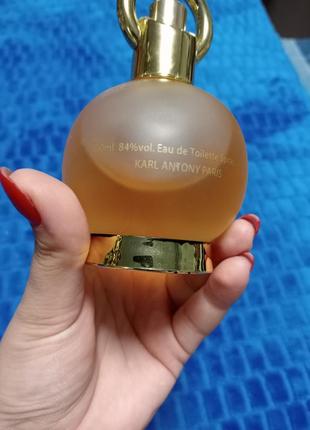 84%vol. Eau de Toilette
KARL ANTONY PARIS